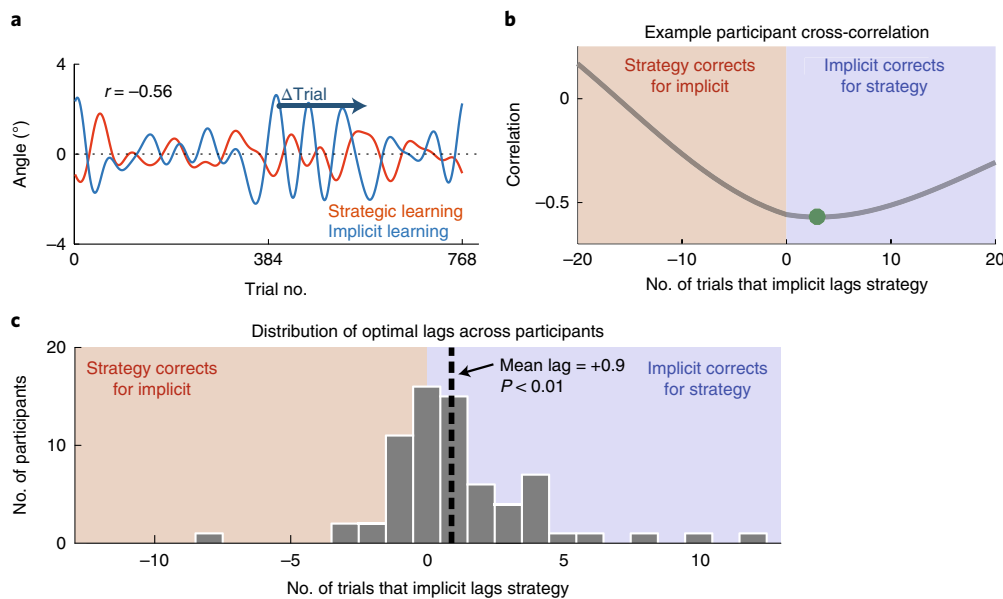 a
r = −0.56
ΔTrial
4
0
−4
Angle (°)
Strategic learning
Implicit learning
0
384
768
Trial no.
b
Example participant cross-correlation
Strategy corrects
for implicit
Implicit corrects
for strategy
0
−0.5
Correlation
−20
−10
0
10
20
No. of trials that implicit lags strategy
c
Distribution of optimal lags across participants
20
10
0
No. of participants
Strategy corrects
for implicit
Mean lag = +0.9
P < 0.01
Implicit corrects
for strategy
−10
−5
0
5
10
No. of trials that implicit lags strategy